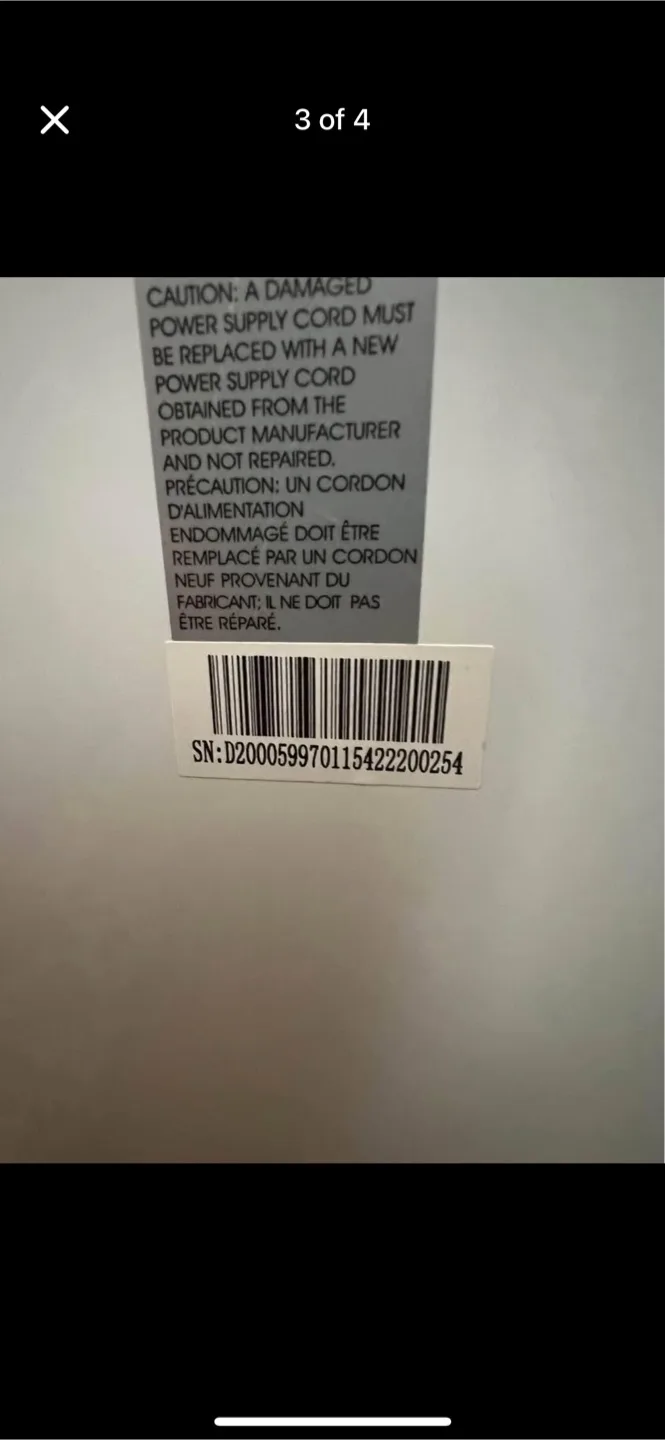 3 of 4
CAUTION: A DAMAGED
POWER SUPPLY CORD MUST
BE REPLACED WITH A NEW
POWER SUPPLY CORD
OBTAINED FROM THE
PRODUCT MANUFACTURER
AND NOT REPAIRED.
PRÉCAUTION: UN CORDON
D'ALIMENTATION
ENDOMMAGÉ DOIT ÊTRE
REMPLACÉ PAR UN CORDON
NEUF PROVENANT DU
FABRICANT; IL NE DOIT PAS
ÊTRE RÉPARÉ.
SN:D200059970115422200254